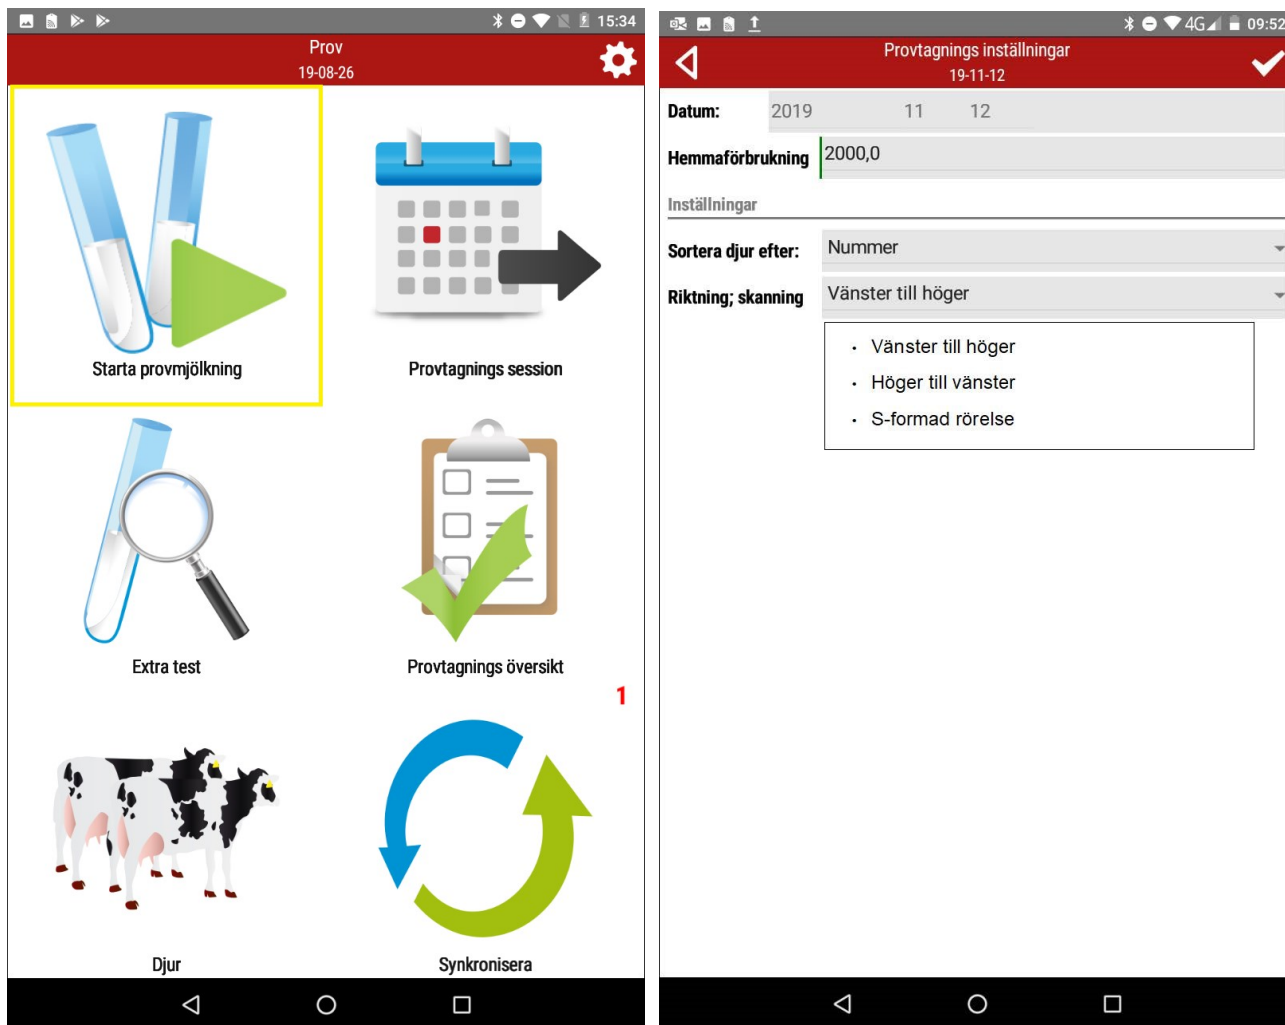 15:34
Prov
19-08-26
Starta provmjölkning
Provtagnings session
Extra test
Provtagnings översikt
1
Djur
Synkronisera
4G
09:52
Provtagnings inställningar
19-11-12
Datum: 2019 11 12
Hemmaförbrukning 2000,0
Inställningar
Sortera djur efter: Nummer
Riktning; skanning Vänster till höger
• Vänster till höger
• Höger till vänster
• S-formad rörelse